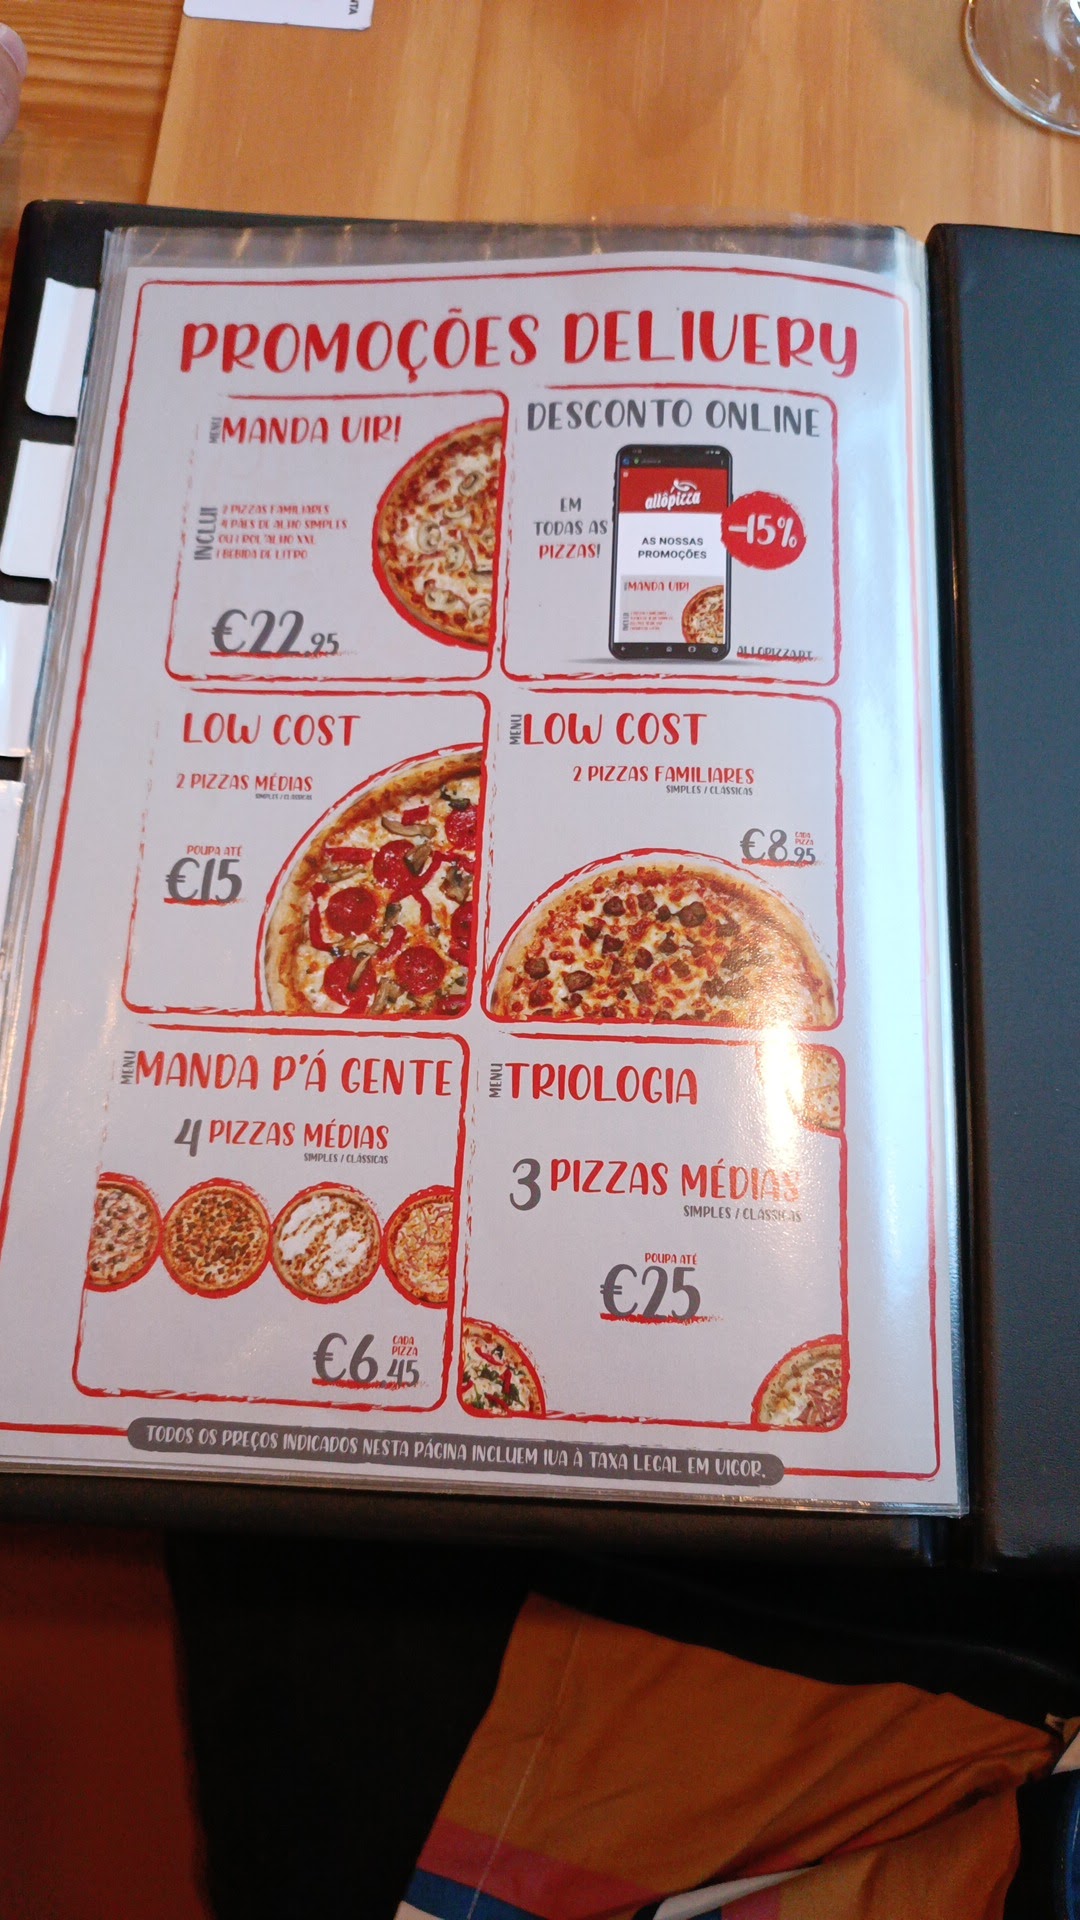 PROMOÇÕES DELIVERY
MENU MANDA VIR!
INCLUI
2 PIZZAS FAMILIARES
4 PÃES DE ALHO SIMPLES
OU 1 ROL'ALHO XXL
1 BEBIDA DE LITRO
€22.95
DESCONTO ONLINE
EM
TODAS AS
PIZZAS!
allôpizza
AS NOSSAS
PROMOÇÕES
MANDA VIR!
-15%
ALLOPIZZA.PT
LOW COST
2 PIZZAS MÉDIAS
SIMPLES / CLÁSSICAS
POUPA ATÉ
€15
MENU LOW COST
2 PIZZAS FAMILIARES
SIMPLES / CLÁSSICAS
€8.95 CADA PIZZA
MENU MANDA P'Á GENTE
4 PIZZAS MÉDIAS
SIMPLES / CLÁSSICAS
€6.45 CADA PIZZA
MENU TRIOLOGIA
3 PIZZAS MÉDIAS
SIMPLES / CLÁSSICAS
POUPA ATÉ
€25
TODOS OS PREÇOS INDICADOS NESTA PÁGINA INCLUEM IVA À TAXA LEGAL EM VIGOR.